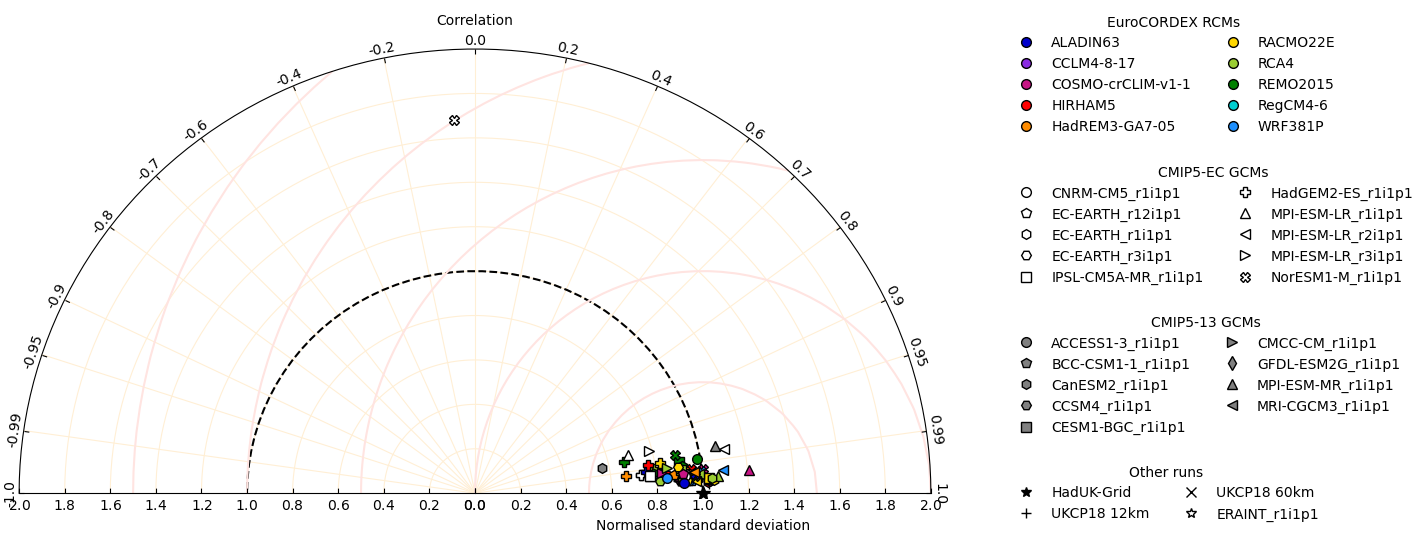 Correlation
0.0
-0.2
0.2
-0.4
0.4
-0.6
0.6
-0.7
0.7
-0.8
0.8
-0.9
0.9
-0.95
0.95
-0.99
0.99
-1.0
1.0
2.0 1.8 1.6 1.4 1.2 1.0 0.8 0.6 0.4 0.2 0.0 0.2 0.4 0.6 0.8 1.0 1.2 1.4 1.6 1.8 2.0
Normalised standard deviation
EuroCORDEX RCMs
ALADIN63 RACMO22E
CCLM4-8-17 RCA4
COSMO-crCLIM-v1-1 REMO2015
HIRHAM5 RegCM4-6
HadREM3-GA7-05 WRF381P
CMIP5-EC GCMs
CNRM-CM5_r1i1p1 HadGEM2-ES_r1i1p1
EC-EARTH_r12i1p1 MPI-ESM-LR_r1i1p1
EC-EARTH_r1i1p1 MPI-ESM-LR_r2i1p1
EC-EARTH_r3i1p1 MPI-ESM-LR_r3i1p1
IPSL-CM5A-MR_r1i1p1 NorESM1-M_r1i1p1
CMIP5-13 GCMs
ACCESS1-3_r1i1p1 CMCC-CM_r1i1p1
BCC-CSM1-1_r1i1p1 GFDL-ESM2G_r1i1p1
CanESM2_r1i1p1 MPI-ESM-MR_r1i1p1
CCSM4_r1i1p1 MRI-CGCM3_r1i1p1
CESM1-BGC_r1i1p1
Other runs
HadUK-Grid UKCP18 60km
UKCP18 12km ERAINT_r1i1p1